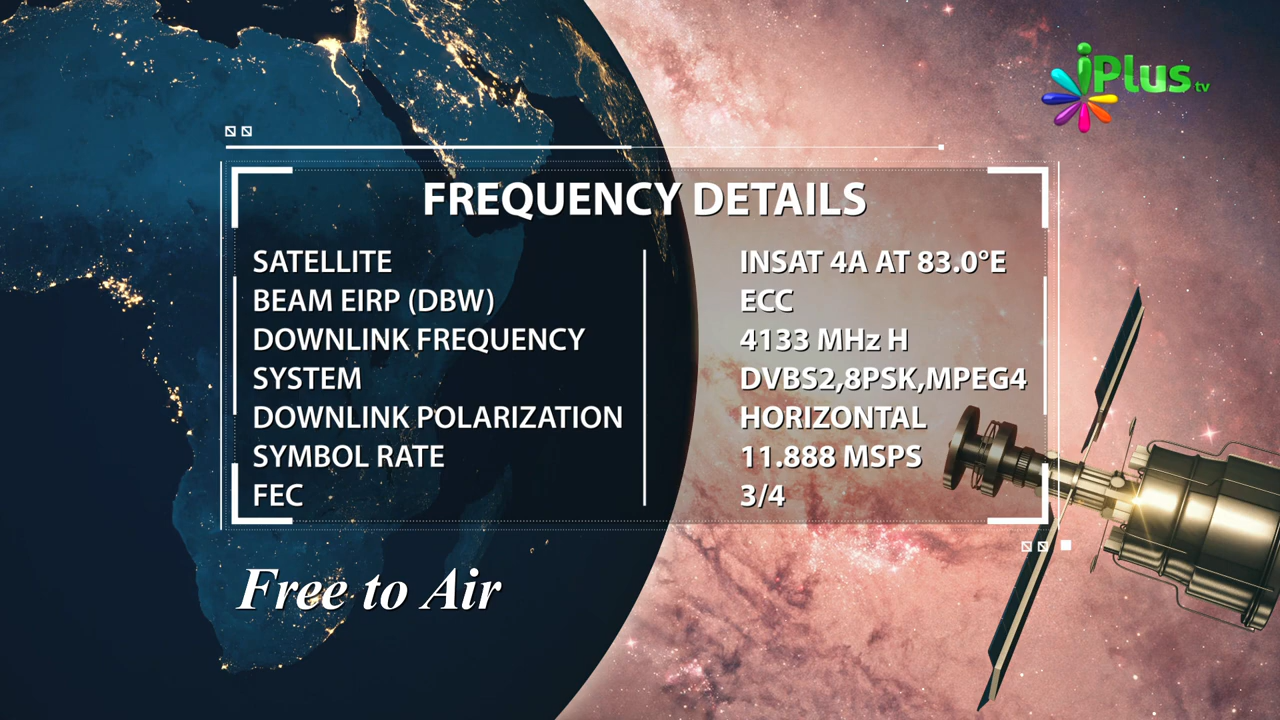 iPlus tv
FREQUENCY DETAILS
SATELLITE INSAT 4A AT 83.0°E
BEAM EIRP (DBW) ECC
DOWNLINK FREQUENCY 4133 MHz H
SYSTEM DVBS2,8PSK,MPEG4
DOWNLINK POLARIZATION HORIZONTAL
SYMBOL RATE 11.888 MSPS
FEC 3/4
Free to Air